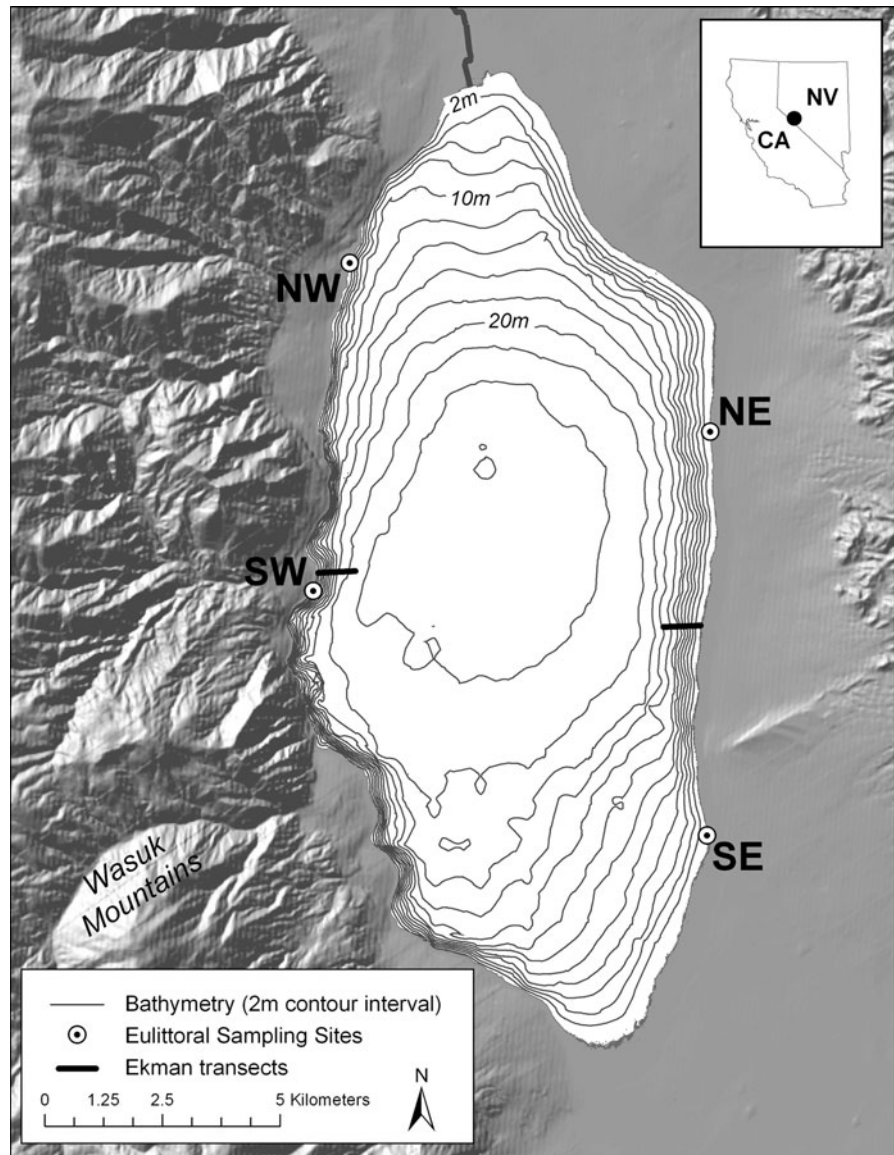 NV
CA
2m
10m
NW
20m
NE
SW
SE
Wasuk
Mountains
Bathymetry (2m contour interval)
Eulittoral Sampling Sites
Ekman transects
N
0 1.25 2.5 5 Kilometers